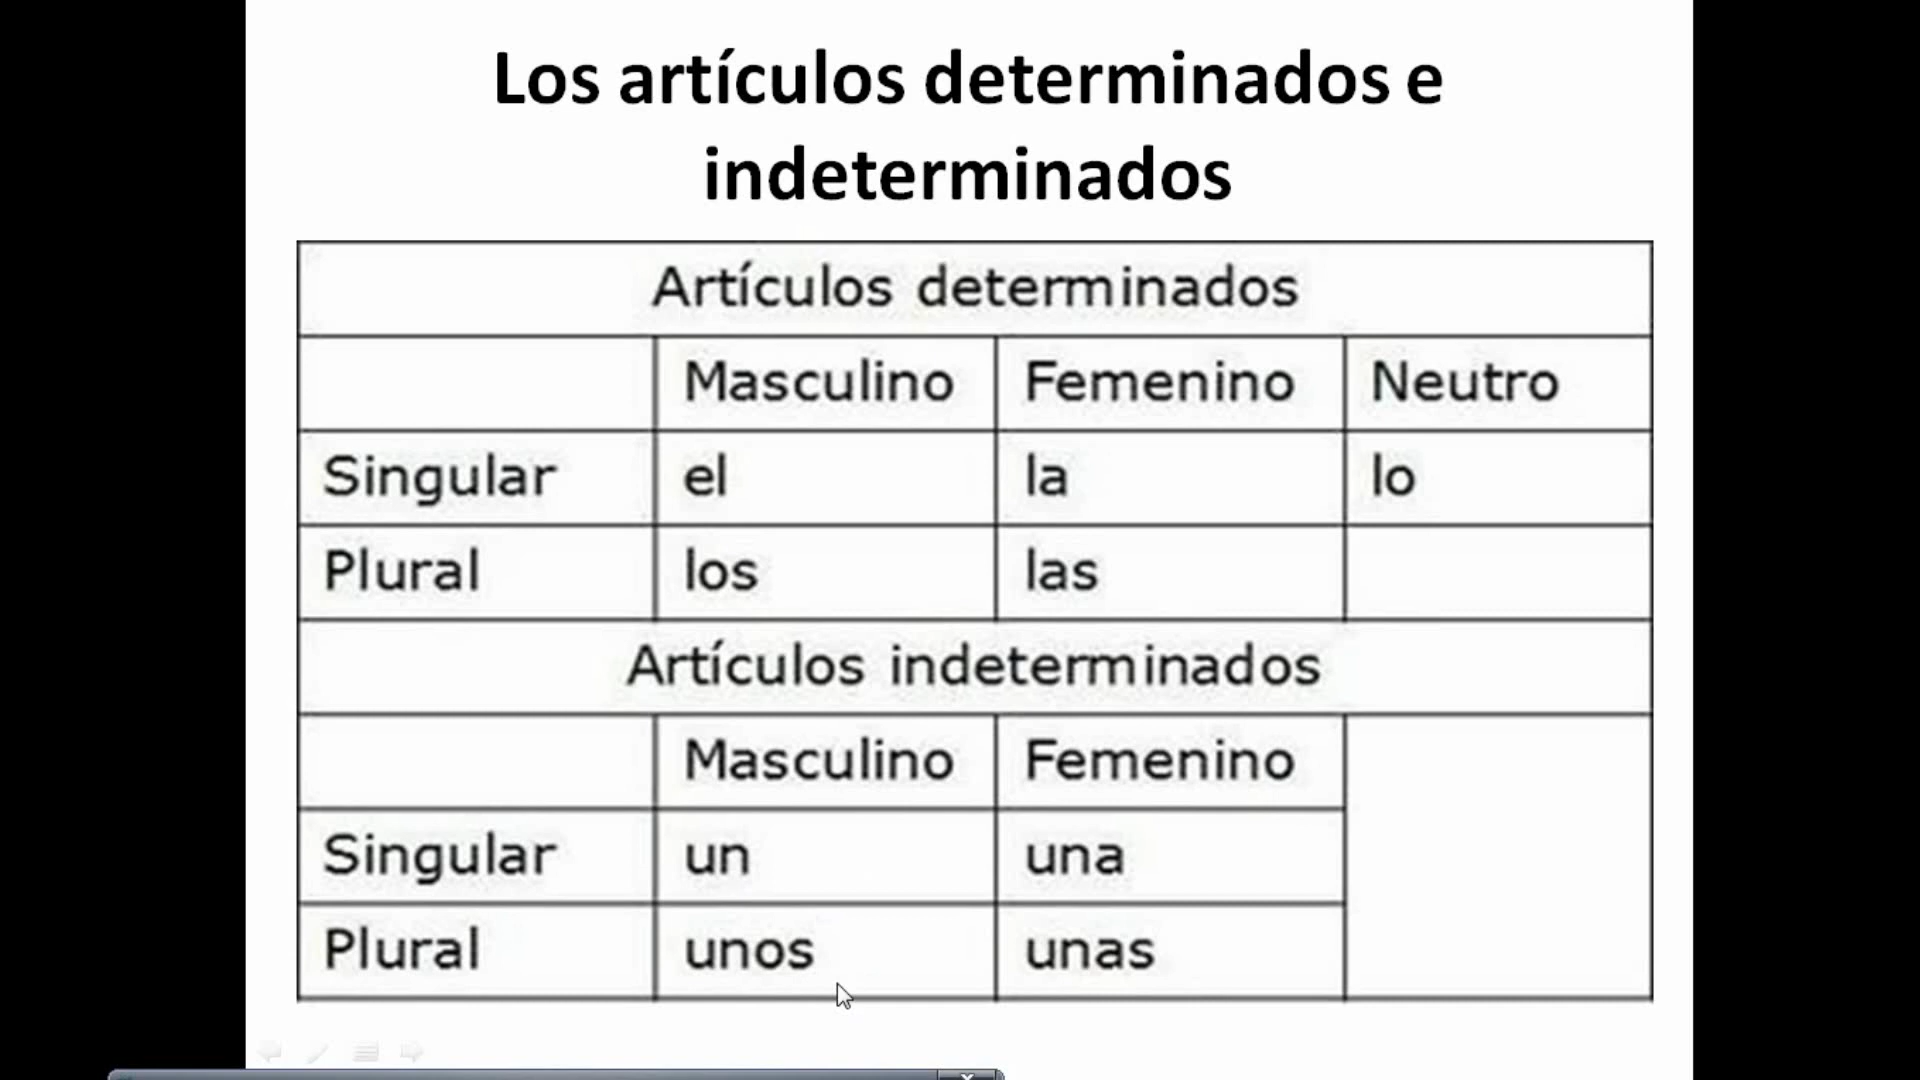 Los artículos determinados e
indeterminados
Artículos determinados
Masculino Femenino Neutro
Singular el la lo
Plural los las
Artículos indeterminados
Masculino Femenino
Singular un una
Plural unos unas